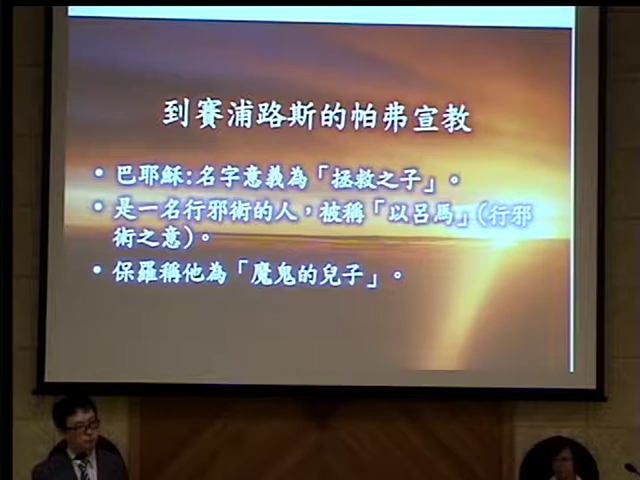 到賽浦路斯的帕弗宣教
• 巴耶穌:名字意義為「拯救之子」。
• 是一名行邪術的人，被稱「以呂馬」(行邪
術之意)。
• 保羅稱他為「魔鬼的兒子」。